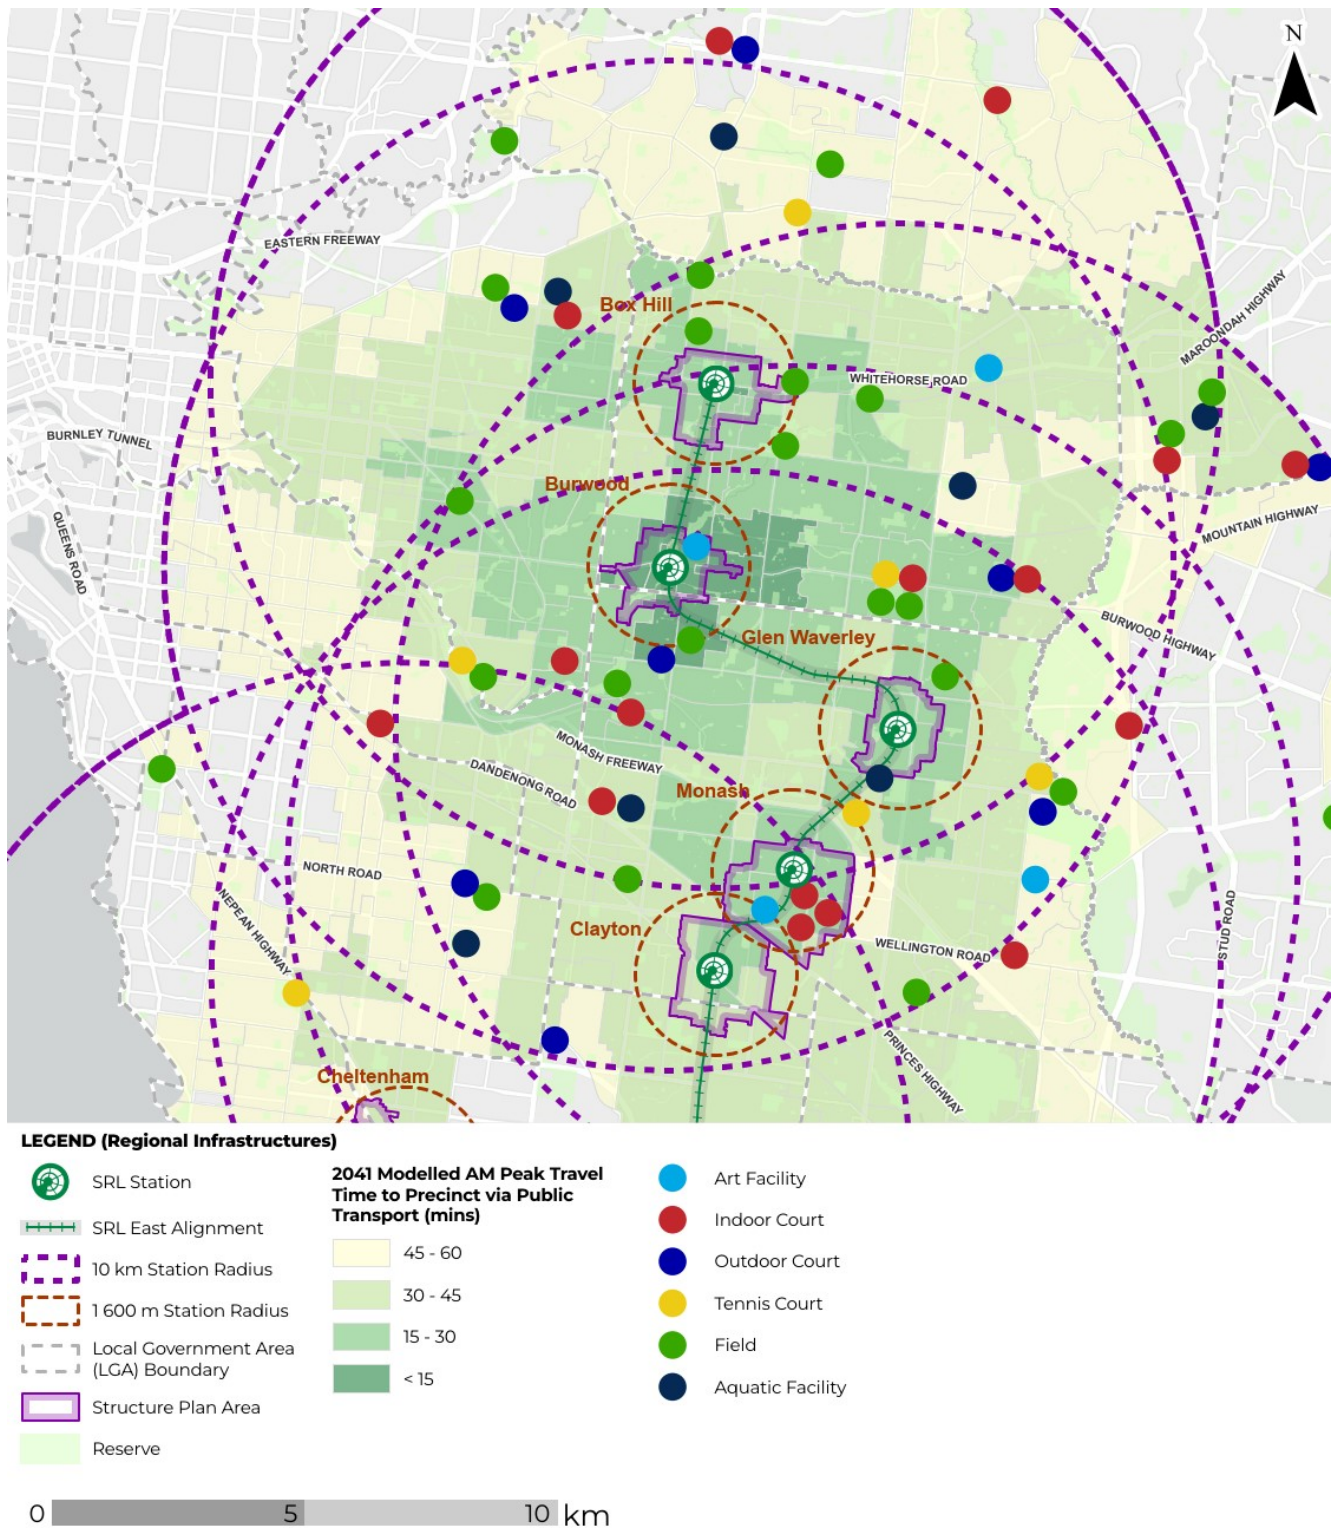 N
EASTERN FREEWAY
Box Hill
MAROONDAH HIGHWAY
WHITEHORSE ROAD
BURNLEY TUNNEL
Burwood
QUEENS ROAD
MOUNTAIN HIGHWAY
BURWOOD HIGHWAY
Glen Waverley
MONASH FREEWAY
DANDENONG ROAD
Monash
NORTH ROAD
NEPEAN HIGHWAY
Clayton
WELLINGTON ROAD
STUD ROAD
PRINCES HIGHWAY
Cheltenham
LEGEND (Regional Infrastructures)
SRL Station
SRL East Alignment
10 km Station Radius
1 600 m Station Radius
Local Government Area
(LGA) Boundary
Structure Plan Area
Reserve
2041 Modelled AM Peak Travel
Time to Precinct via Public
Transport (mins)
45 - 60
30 - 45
15 - 30
< 15
Art Facility
Indoor Court
Outdoor Court
Tennis Court
Field
Aquatic Facility
0 5 10 km